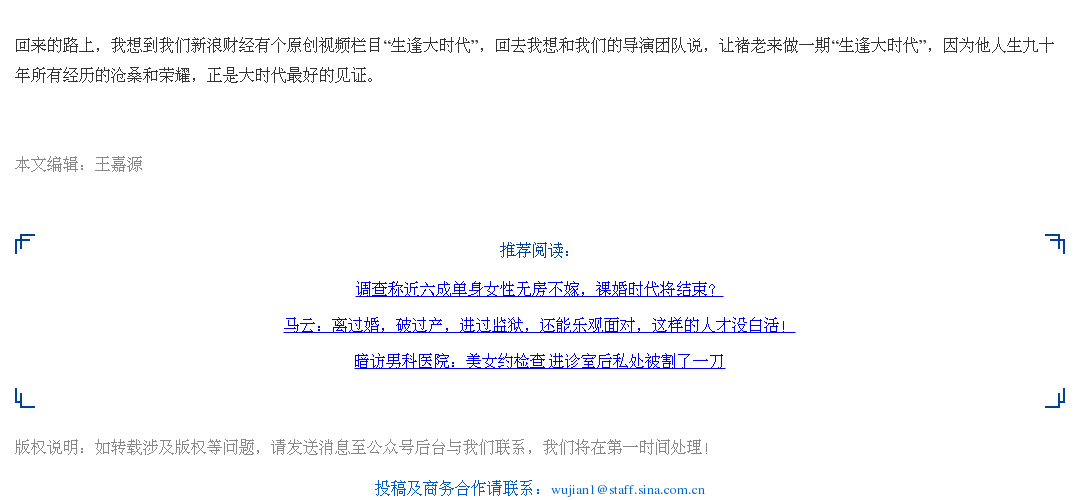 回来的路上，我想到我们新浪财经有个原创视频栏目“生逢大时代”，回去我想和我们的导演团队说，让褚老来做一期“生逢大时代”，因为他人生九十
年所有经历的沧桑和荣耀，正是大时代最好的见证。
本文编辑：王嘉源
推荐阅读：
调查称近六成单身女性无房不嫁，裸婚时代将结束？
马云：离过婚，破过产，进过监狱，还能乐观面对，这样的人才没白活！
暗访男科医院：美女约检查 进诊室后私处被割了一刀
版权说明：如转载涉及版权等问题，请发送消息至公众号后台与我们联系，我们将在第一时间处理！
投稿及商务合作请联系：wujian1@staff.sina.com.cn